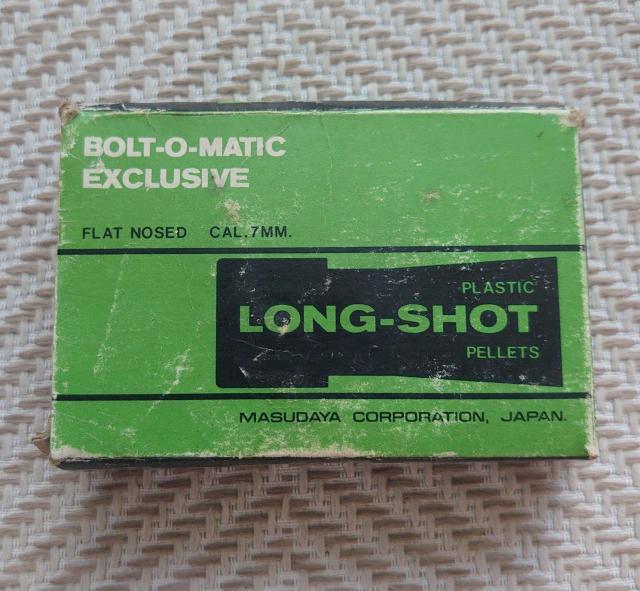 BOLT-O-MATIC
EXCLUSIVE
FLAT NOSED CAL.7MM.
PLASTIC
LONG-SHOT
PELLETS
MASUDAYA CORPORATION, JAPAN.